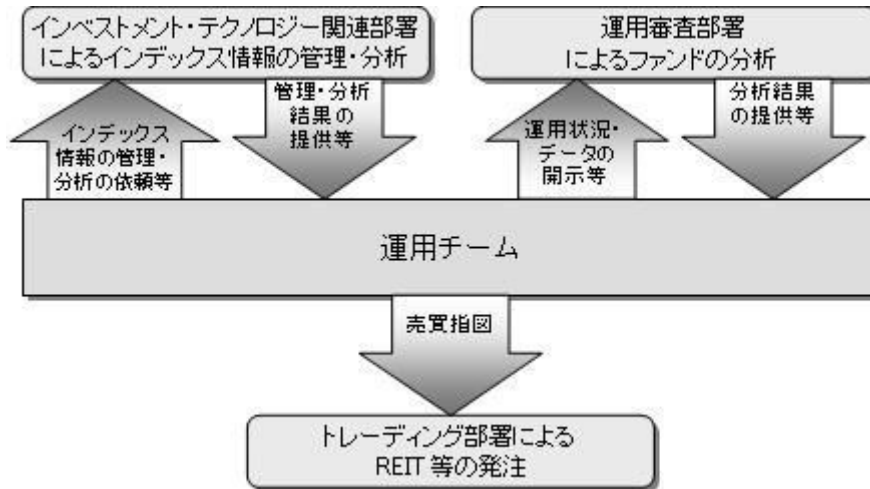 インベストメント・テクノロジー関連部署
によるインデックス情報の管理・分析
運用審査部署
によるファンドの分析
インデックス
情報の管理・
分析の依頼等
管理・分析
結果の
提供等
運用状況・
データの
開示等
分析結果
の提供等
運用チーム
売買指図
トレーディング部署による
REIT 等の発注